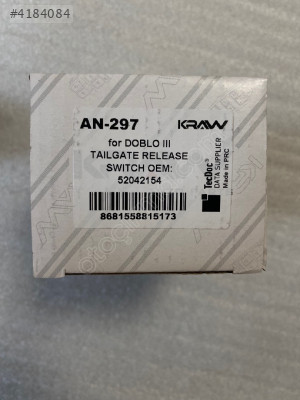 #4184084
AN-297
KRAW
for DOBLO III
TAILGATE RELEASE
SWITCH OEM:
52042154
8681558815173
TecDoc
DATA SUPPLIER
Made in PRC